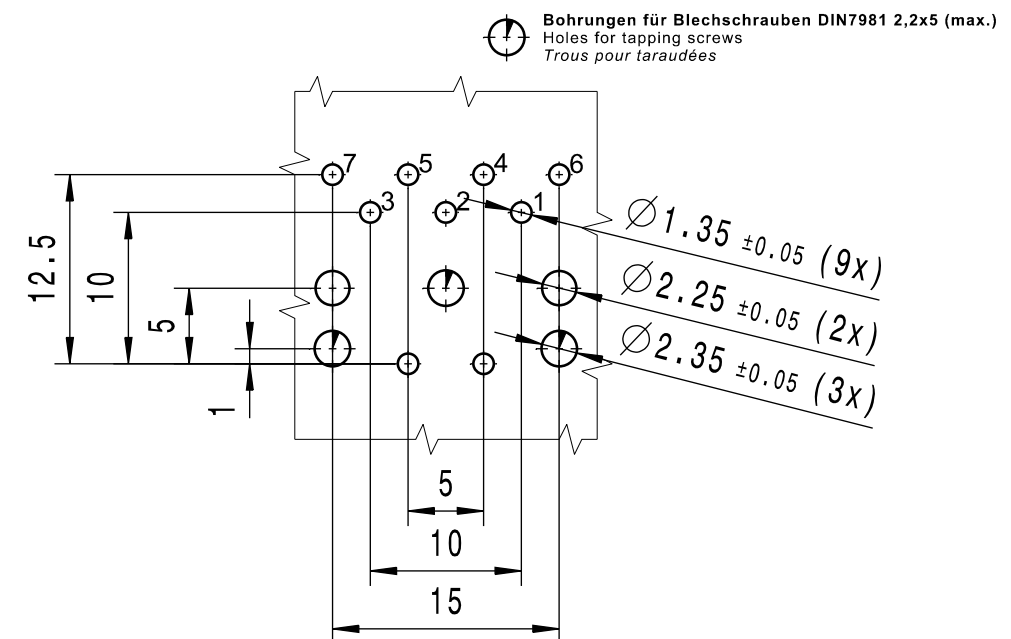 Bohrungen für Blechschrauben DIN7981 2,2x5 (max.)
Holes for tapping screws
Trous pour taraudées
7 5 4 6
3 2 1
Ø 1.35 ±0.05 (9x)
Ø 2.25 ±0.05 (2x)
Ø 2.35 ±0.05 (3x)
12.5
10
5
1
5
10
15